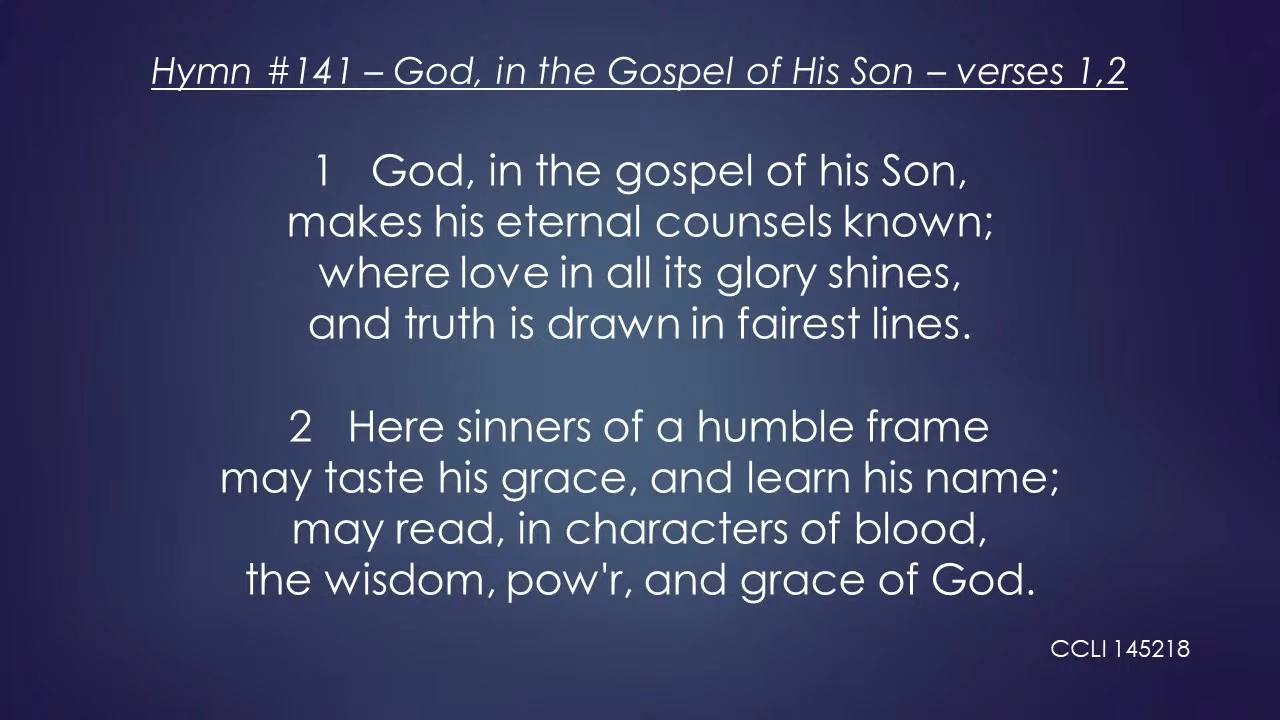 Hymn #141 – God, in the Gospel of His Son – verses 1,2
1 God, in the gospel of his Son,
makes his eternal counsels known;
where love in all its glory shines,
and truth is drawn in fairest lines.
2 Here sinners of a humble frame
may taste his grace, and learn his name;
may read, in characters of blood,
the wisdom, pow'r, and grace of God.
CCLI 145218